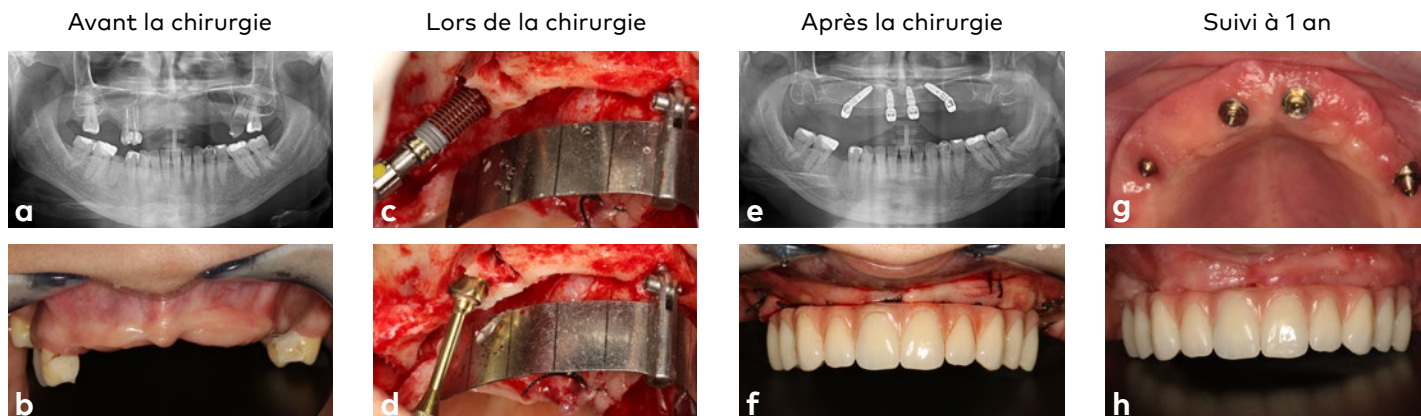 Avant la chirurgie
Lors de la chirurgie
Après la chirurgie
Suivi à 1 an
a
c
e
g
b
d
f
h